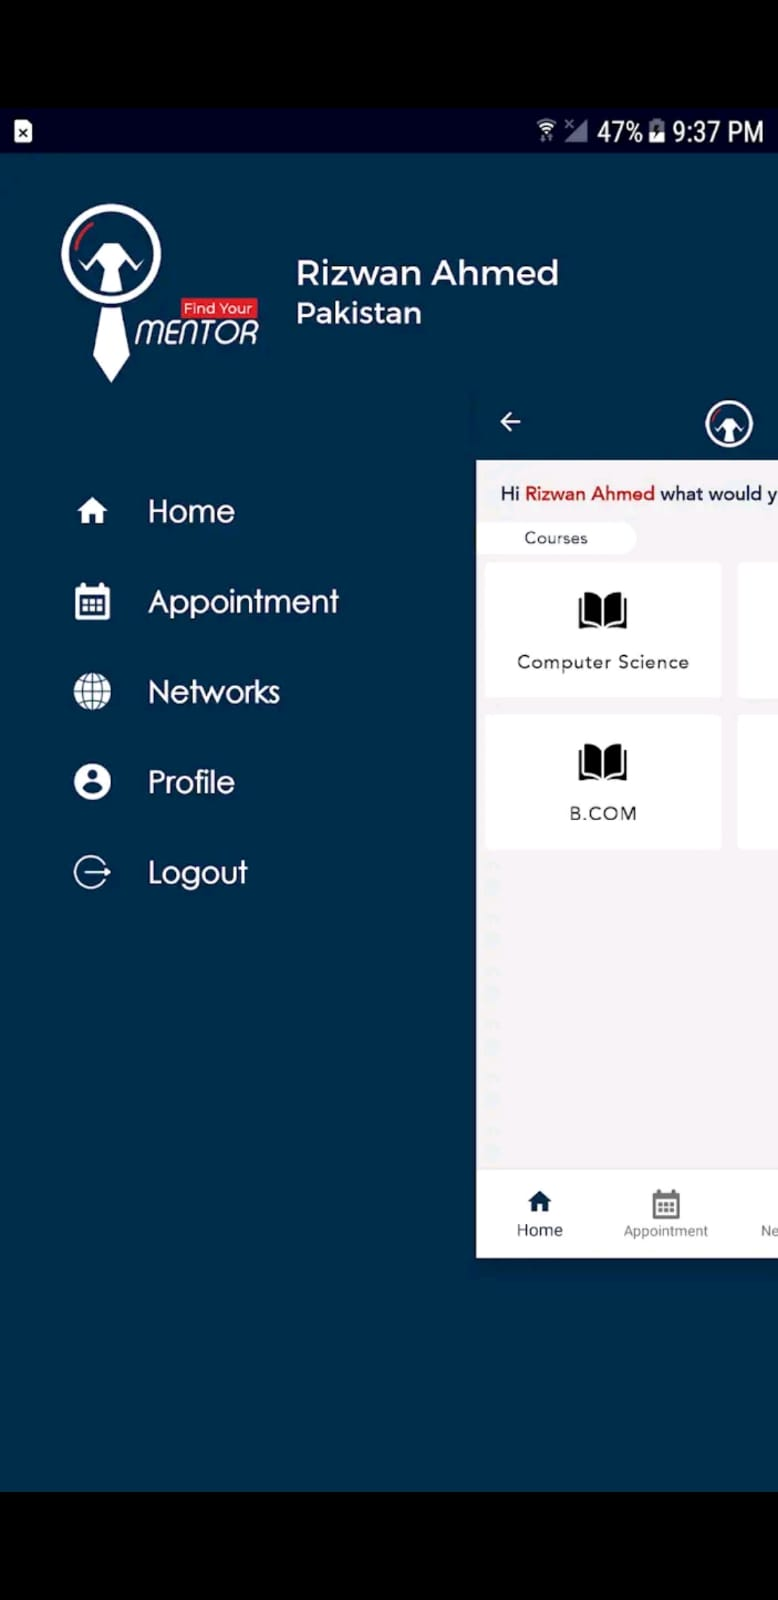 47% 9:37 PM
Find Your
MENTOR
Rizwan Ahmed
Pakistan
Home
Appointment
Networks
Profile
Logout
Hi Rizwan Ahmed what would y
Courses
Computer Science
B.COM
Home
Appointment
Ne